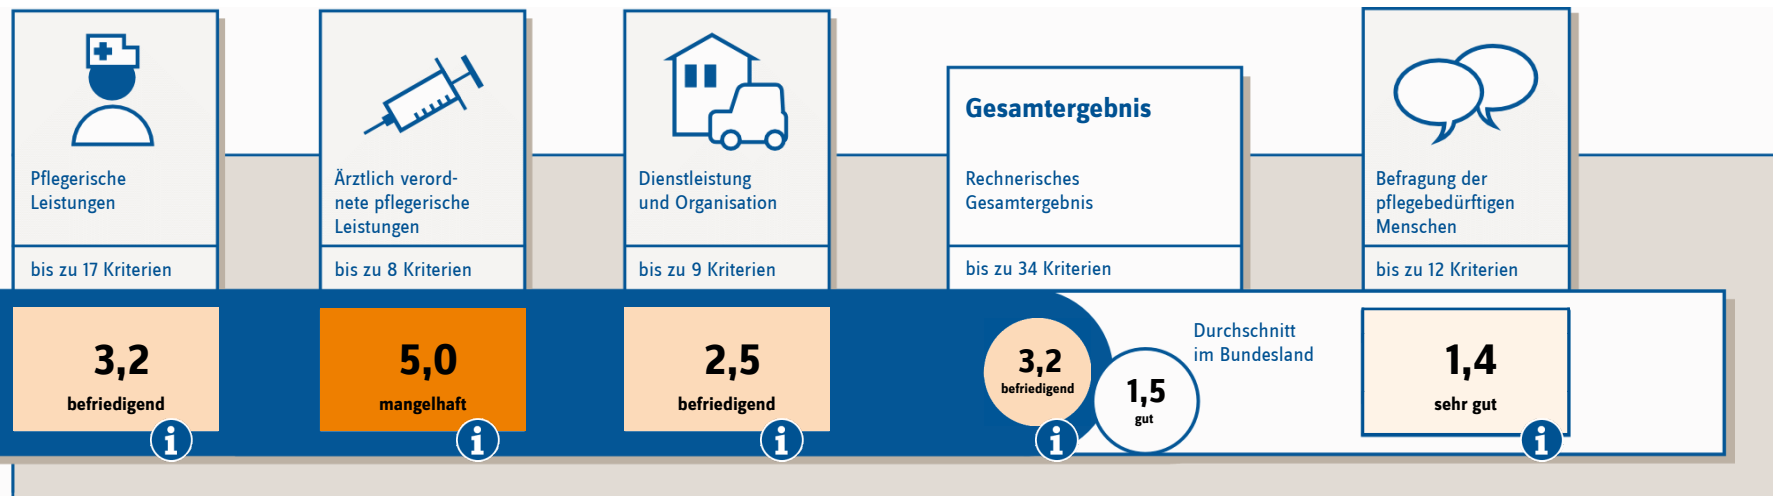 Pflegerische
Leistungen
bis zu 17 Kriterien
3,2
befriedigend
i
Ärztlich verord-
nete pflegerische
Leistungen
bis zu 8 Kriterien
5,0
mangelhaft
i
Dienstleistung
und Organisation
bis zu 9 Kriterien
2,5
befriedigend
i
Gesamtergebnis
Rechnerisches
Gesamtergebnis
bis zu 34 Kriterien
3,2
befriedigend
i
1,5
gut
Durchschnitt
im Bundesland
Befragung der
pflegebedürftigen
Menschen
bis zu 12 Kriterien
1,4
sehr gut
i